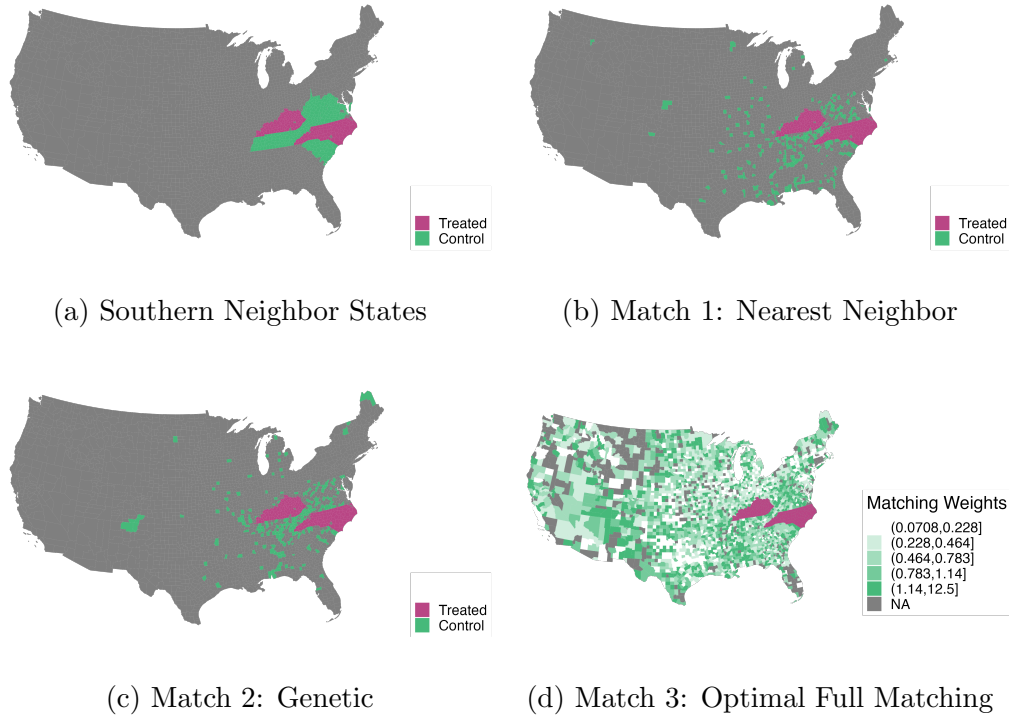 Treated
Control
Treated
Control
(a) Southern Neighbor States
(b) Match 1: Nearest Neighbor
Treated
Control
Matching Weights
(0.0708,0.228]
(0.228,0.464]
(0.464,0.783]
(0.783,1.14]
(1.14,12.5]
NA
(c) Match 2: Genetic
(d) Match 3: Optimal Full Matching